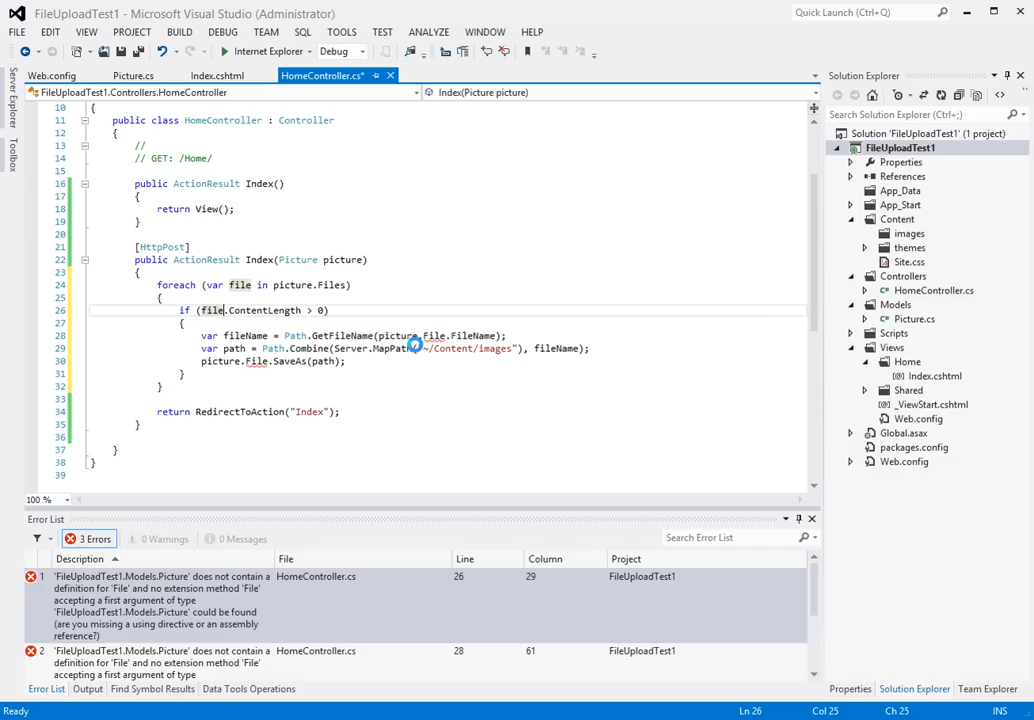 FileUploadTest1 - Microsoft Visual Studio (Administrator)
Quick Launch (Ctrl+Q)
FILE EDIT VIEW PROJECT BUILD DEBUG TEAM SQL TOOLS TEST ANALYZE WINDOW HELP
Internet Explorer Debug
Web.config Picture.cs Index.cshtml HomeController.cs*
FileUploadTest1.Controllers.HomeController Index(Picture picture)
Server Explorer
Toolbox
10 {
11 public class HomeController : Controller
12 {
13 //
14 // GET: /Home/
15
16 public ActionResult Index()
17 {
18 return View();
19 }
20
21 [HttpPost]
22 public ActionResult Index(Picture picture)
23 {
24 foreach (var file in picture.Files)
25 {
26 if (file.ContentLength > 0)
27 {
28 var fileName = Path.GetFileName(picture.File.FileName);
29 var path = Path.Combine(Server.MapPath ~/Content/images"), fileName);
30 picture.File.SaveAs(path);
31 }
32 }
33
34 return RedirectToAction("Index");
35 }
36
37 }
38 }
39
100 %
Solution Explorer
Search Solution Explorer (Ctrl+;)
Solution 'FileUploadTest1' (1 project)
FileUploadTest1
Properties
References
App_Data
App_Start
Content
images
themes
Site.css
Controllers
HomeController.cs
Models
Picture.cs
Scripts
Views
Home
Index.cshtml
Shared
_ViewStart.cshtml
Web.config
Global.asax
packages.config
Web.config
Error List
3 Errors 0 Warnings 0 Messages
Search Error List
Description File Line Column Project
1 'FileUploadTest1.Models.Picture' does not contain a HomeController.cs 26 29 FileUploadTest1
definition for 'File' and no extension method 'File'
accepting a first argument of type
'FileUploadTest1.Models.Picture' could be found
(are you missing a using directive or an assembly
reference?)
2 'FileUploadTest1.Models.Picture' does not contain a HomeController.cs 28 61 FileUploadTest1
definition for 'File' and no extension method 'File'
accepting a first argument of type
Error List Output Find Symbol Results Data Tools Operations
Properties Solution Explorer Team Explorer
Ready Ln 26 Col 25 Ch 25 INS